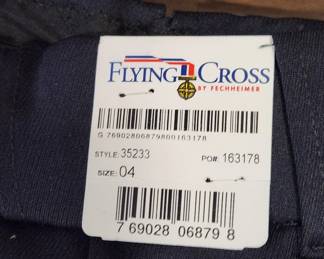 FLYING CROSS
BY FECHHEIMER
G 76902806879800163178
STYLE: 35233 PO#: 163178
SIZE: 04
7 69028 06879 8